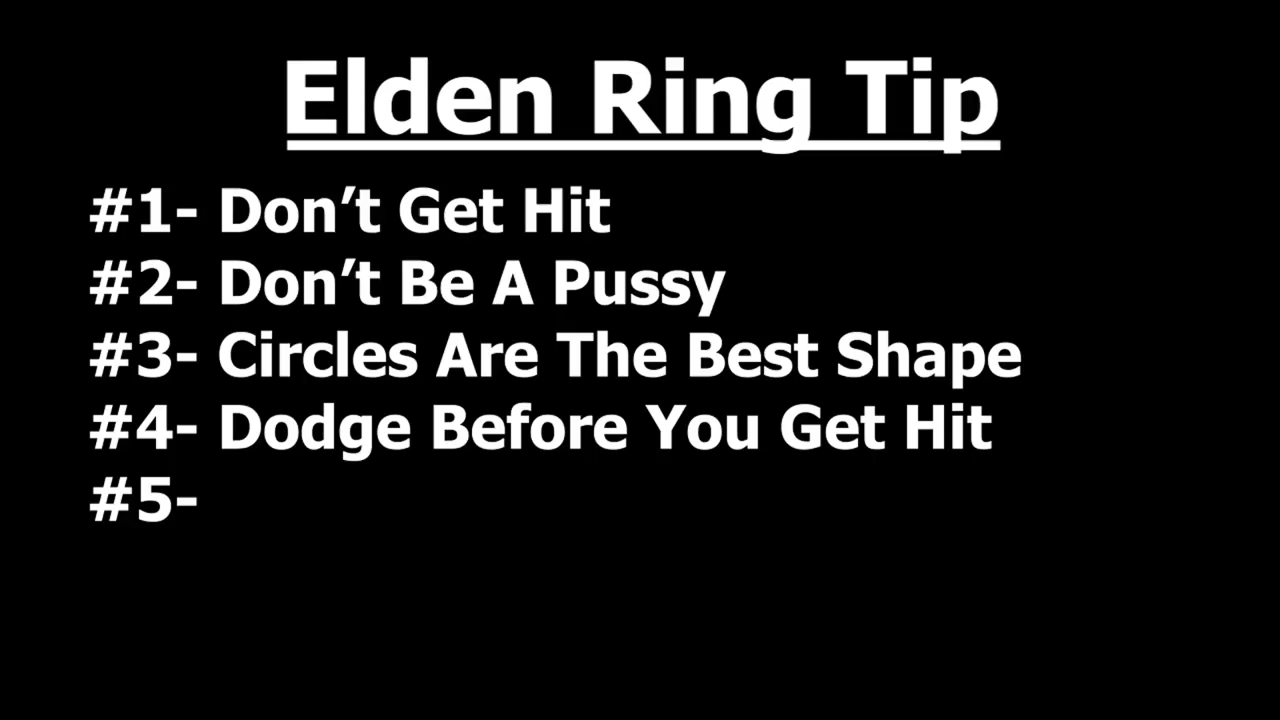 Elden Ring Tip
#1- Don’t Get Hit
#2- Don’t Be A Pussy
#3- Circles Are The Best Shape
#4- Dodge Before You Get Hit
#5-